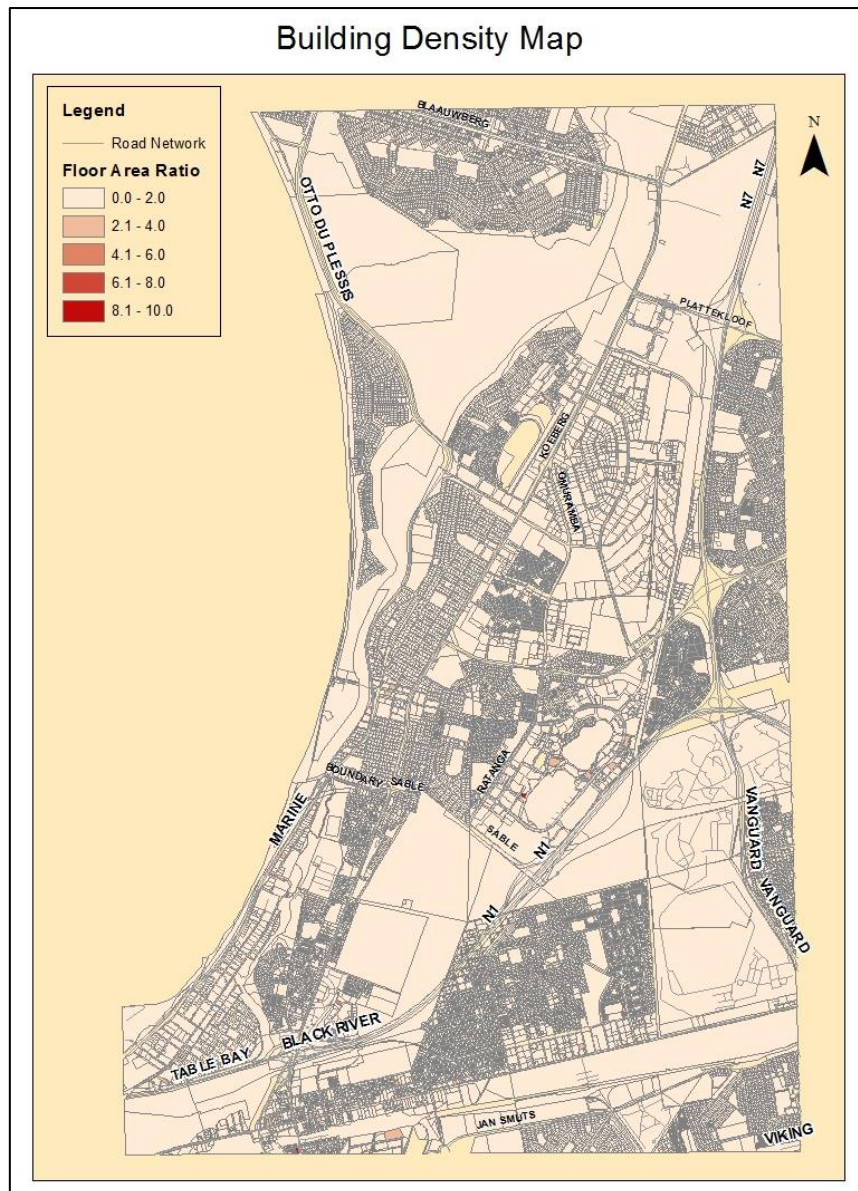 Building Density Map
Legend
Road Network
Floor Area Ratio
0.0 - 2.0
2.1 - 4.0
4.1 - 6.0
6.1 - 8.0
8.1 - 10.0
N
BLAAUWBERG
N7
N7
OTTO DU PLESSIS
PLATTEKLOOF
KOEBERG
OMURAMBA
RATANGA
BOUNDARY
SABLE
MARINE
SABLE
N1
VANGUARD
VANGUARD
N1
BLACK RIVER
TABLE BAY
JAN SMUTS
VIKING